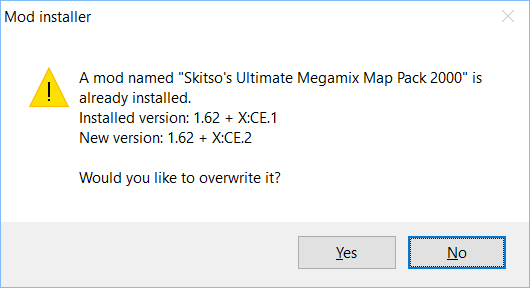 Mod installer
A mod named "Skitso's Ultimate Megamix Map Pack 2000" is
already installed.
Installed version: 1.62 + X:CE.1
New version: 1.62 + X:CE.2
Would you like to overwrite it?
Yes
No